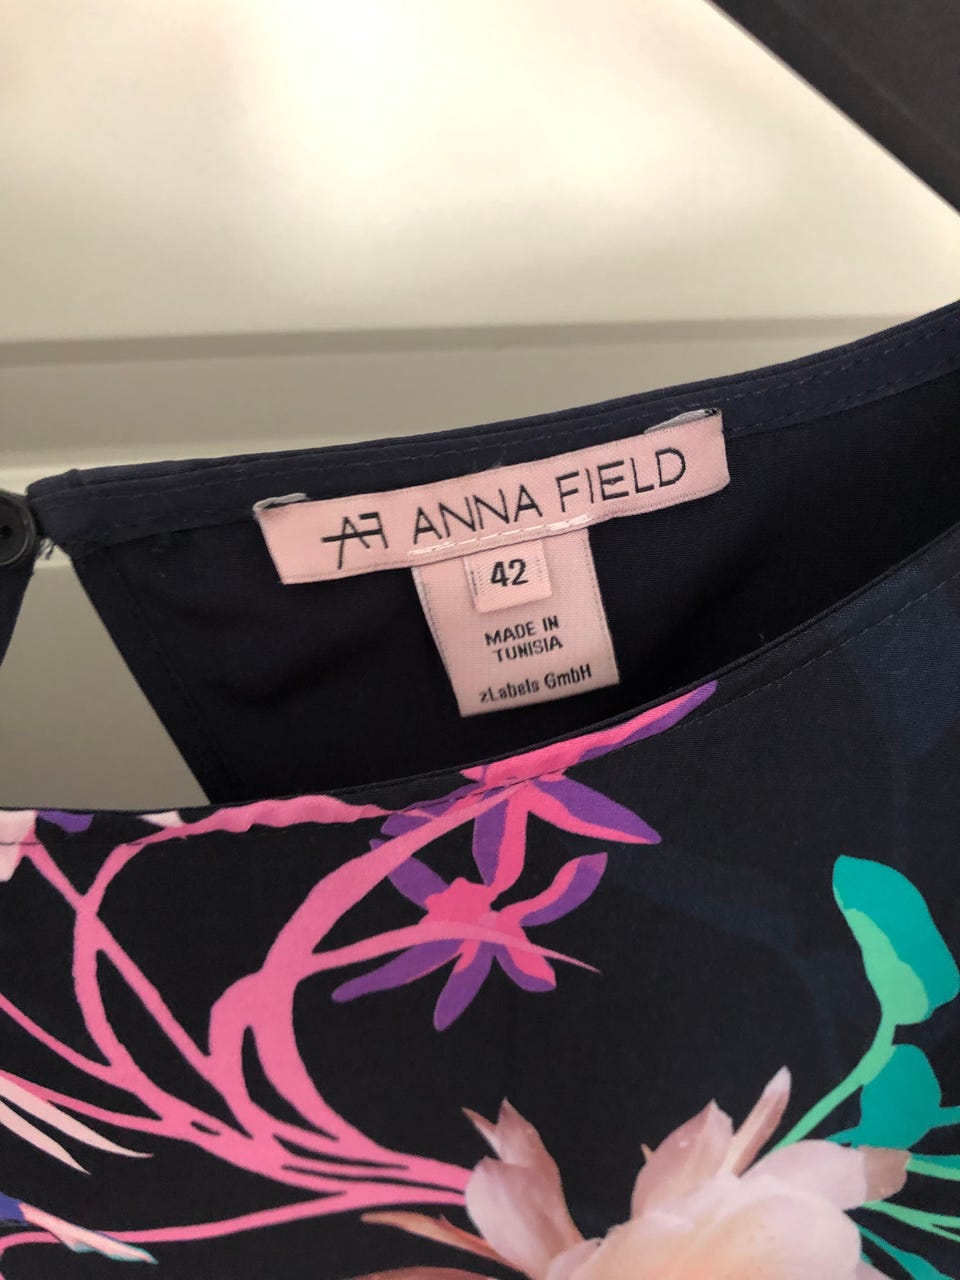 AF ANNA FIELD
42
MADE IN
TUNISIA
zLabels GmbH